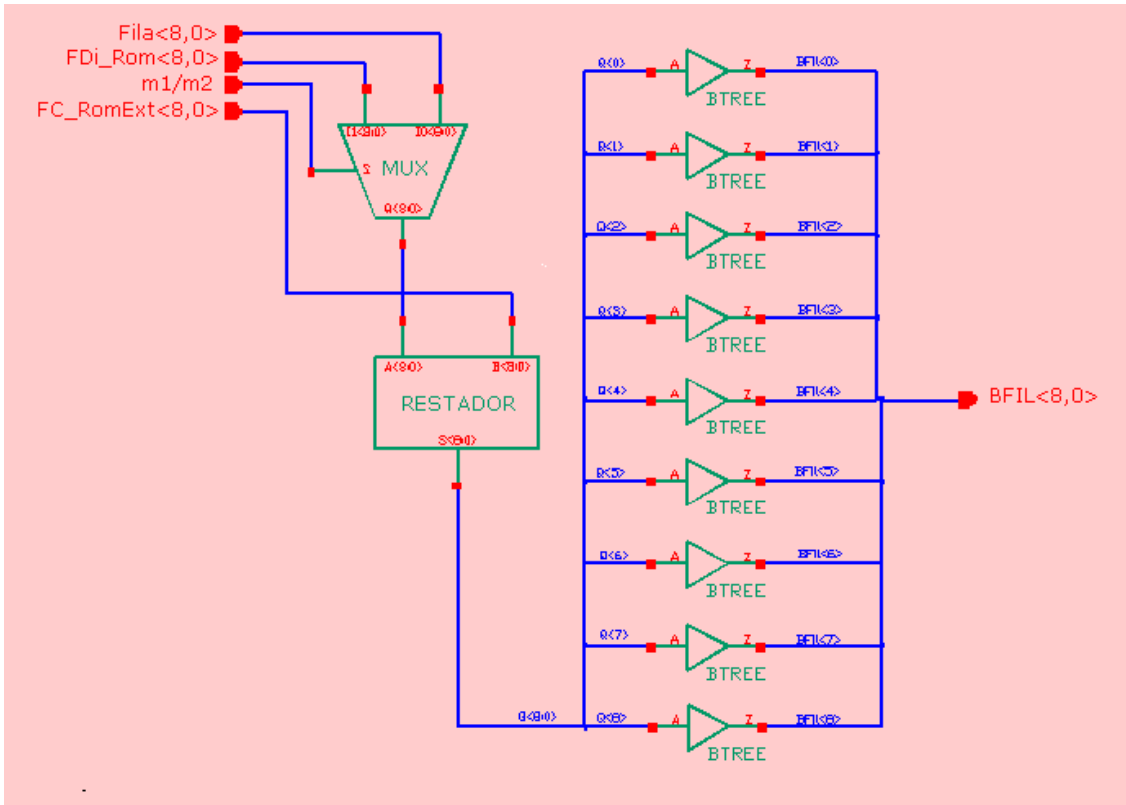 Fila<8,0>
FDi_Rom<8,0>
m1/m2
FC_RomExt<8,0>
I1<8:0> I0<8:0>
S MUX
Q<8:0>
A<8:0> B<8:0>
RESTADOR
S<8:0>
Q<8:0>
Q<0> A Z BFIL<0>
BTREE
Q<1> A Z BFIL<1>
BTREE
Q<2> A Z BFIL<2>
BTREE
Q<3> A Z BFIL<3>
BTREE
Q<4> A Z BFIL<4>
BTREE
Q<5> A Z BFIL<5>
BTREE
Q<6> A Z BFIL<6>
BTREE
Q<7> A Z BFIL<7>
BTREE
Q<8> A Z BFIL<8>
BTREE
BFIL<8,0>